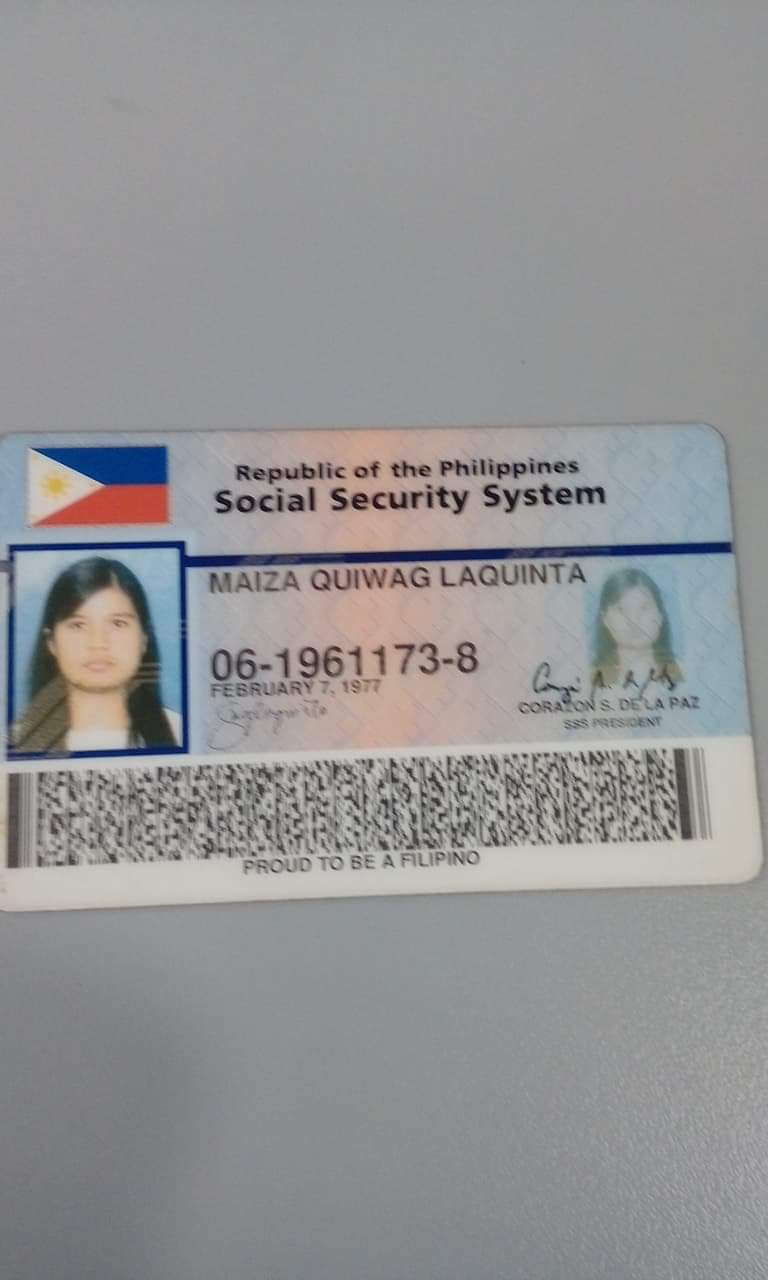 Republic of the Philippines
Social Security System
MAIZA QUIWAG LAQUINTA
06-1961173-8
FEBRUARY 7, 1977
CORAZON S. DE LA PAZ
SSS PRESIDENT
PROUD TO BE A FILIPINO